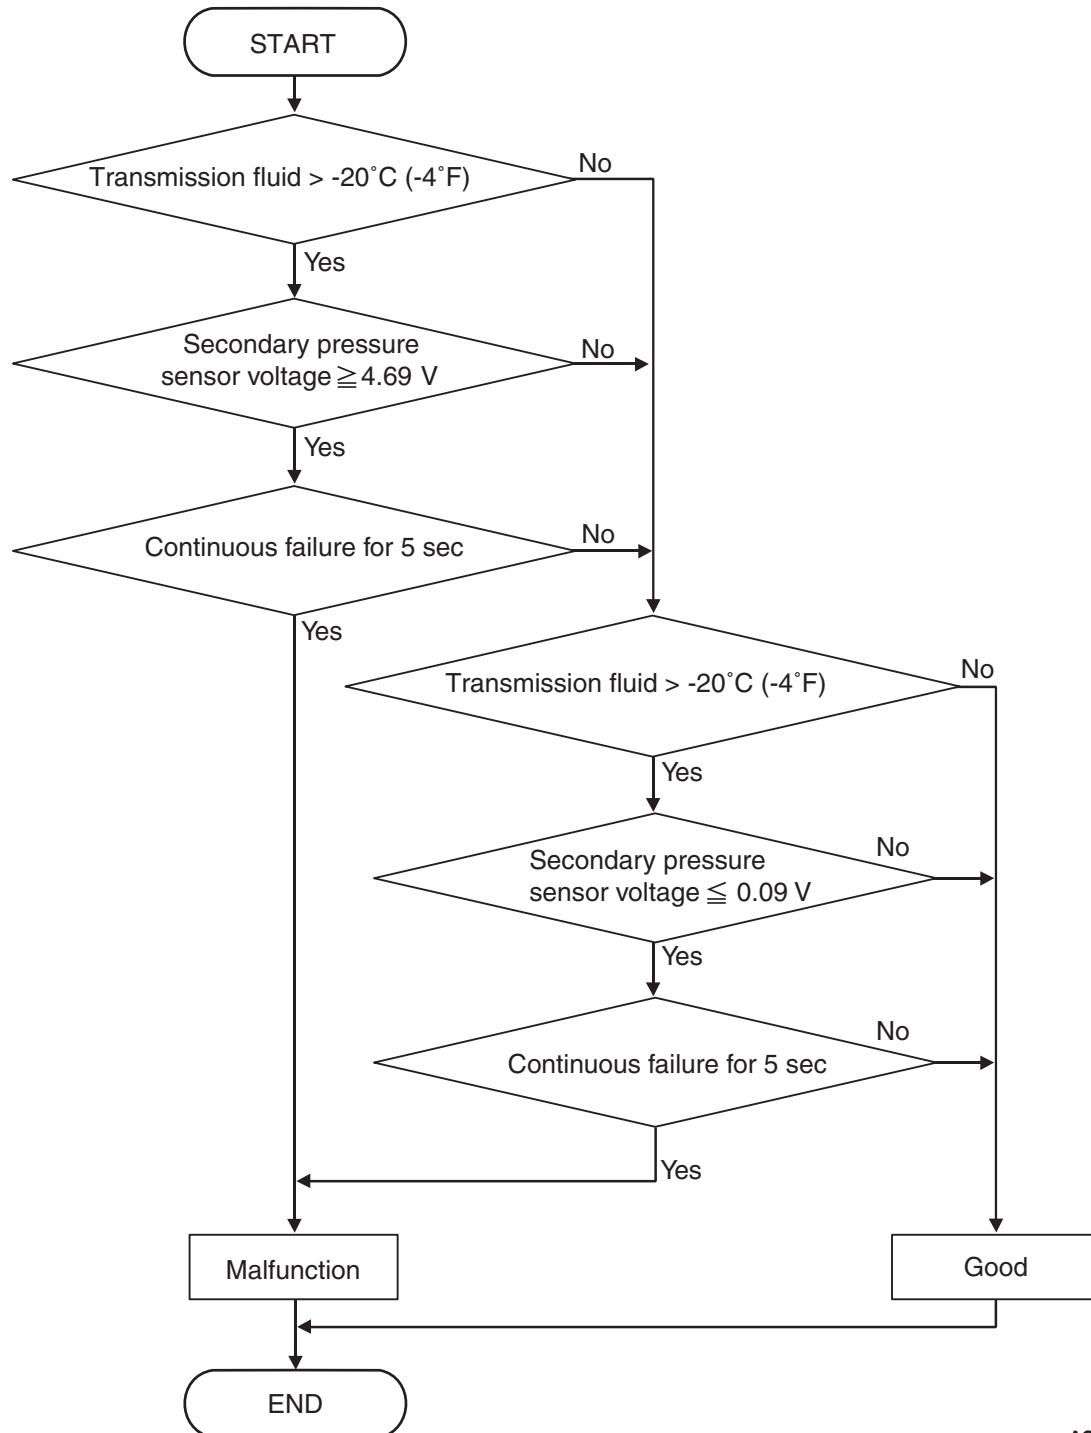 START
Transmission fluid > -20˚C (-4˚F)
No
Yes
Secondary pressure
sensor voltage ≧ 4.69 V
No
Yes
Continuous failure for 5 sec
No
Yes
Transmission fluid > -20˚C (-4˚F)
No
Yes
Secondary pressure
sensor voltage ≦ 0.09 V
No
Yes
Continuous failure for 5 sec
No
Yes
Malfunction
Good
END